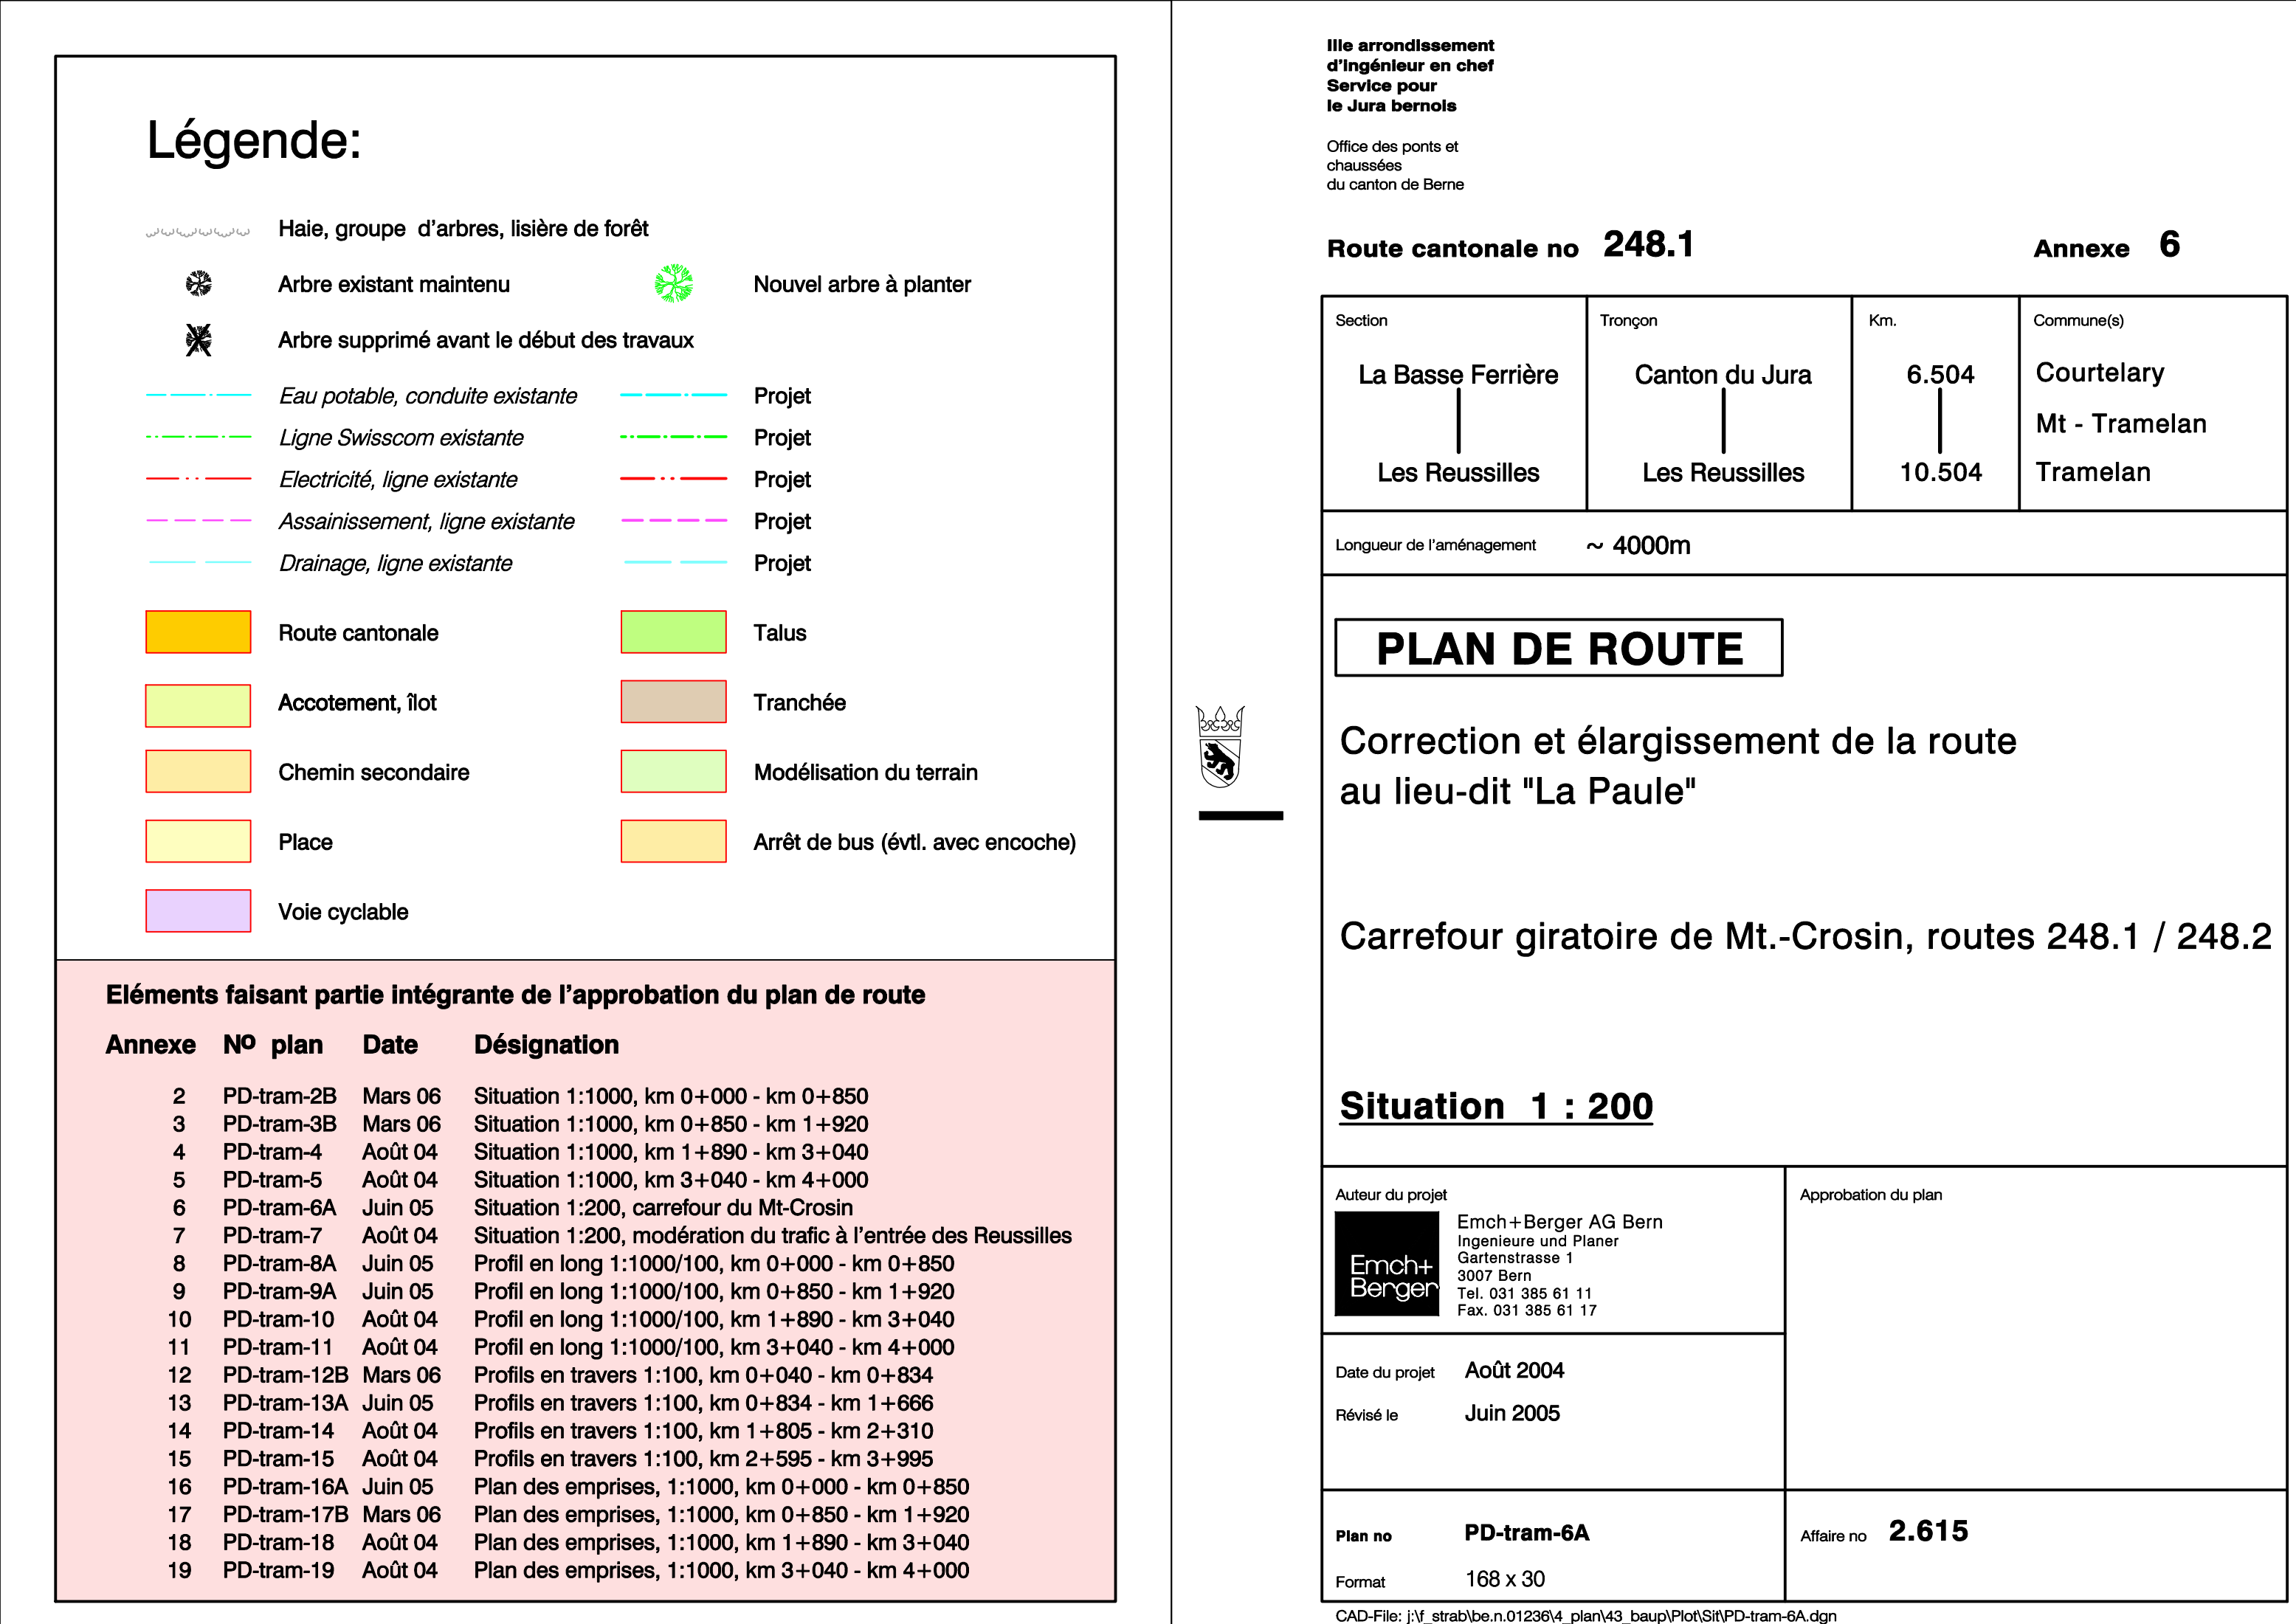 Légende:
Haie, groupe d'arbres, lisière de forêt
Arbre existant maintenu Nouvel arbre à planter
Arbre supprimé avant le début des travaux
Eau potable, conduite existante Projet
Ligne Swisscom existante Projet
Electricité, ligne existante Projet
Assainissement, ligne existante Projet
Drainage, ligne existante Projet
Route cantonale Talus
Accotement, îlot Tranchée
Chemin secondaire Modélisation du terrain
Place Arrêt de bus (évtl. avec encoche)
Voie cyclable
Eléments faisant partie intégrante de l'approbation du plan de route
Annexe Nº plan Date Désignation
2 PD-tram-2B Mars 06 Situation 1:1000, km 0+000 - km 0+850
3 PD-tram-3B Mars 06 Situation 1:1000, km 0+850 - km 1+920
4 PD-tram-4 Août 04 Situation 1:1000, km 1+890 - km 3+040
5 PD-tram-5 Août 04 Situation 1:1000, km 3+040 - km 4+000
6 PD-tram-6A Juin 05 Situation 1:200, carrefour du Mt-Crosin
7 PD-tram-7 Août 04 Situation 1:200, modération du trafic à l'entrée des Reussilles
8 PD-tram-8A Juin 05 Profil en long 1:1000/100, km 0+000 - km 0+850
9 PD-tram-9A Juin 05 Profil en long 1:1000/100, km 0+850 - km 1+920
10 PD-tram-10 Août 04 Profil en long 1:1000/100, km 1+890 - km 3+040
11 PD-tram-11 Août 04 Profil en long 1:1000/100, km 3+040 - km 4+000
12 PD-tram-12B Mars 06 Profils en travers 1:100, km 0+040 - km 0+834
13 PD-tram-13A Juin 05 Profils en travers 1:100, km 0+834 - km 1+666
14 PD-tram-14 Août 04 Profils en travers 1:100, km 1+805 - km 2+310
15 PD-tram-15 Août 04 Profils en travers 1:100, km 2+595 - km 3+995
16 PD-tram-16A Juin 05 Plan des emprises, 1:1000, km 0+000 - km 0+850
17 PD-tram-17B Mars 06 Plan des emprises, 1:1000, km 0+850 - km 1+920
18 PD-tram-18 Août 04 Plan des emprises, 1:1000, km 1+890 - km 3+040
19 PD-tram-19 Août 04 Plan des emprises, 1:1000, km 3+040 - km 4+000
IIIe arrondissement
d'ingénieur en chef
Service pour
le Jura bernois
Office des ponts et
chaussées
du canton de Berne
Route cantonale no 248.1 Annexe 6
Section Tronçon Km. Commune(s)
La Basse Ferrière Canton du Jura 6.504 Courtelary
Mt - Tramelan
Les Reussilles Les Reussilles 10.504 Tramelan
Longueur de l'aménagement ~ 4000m
PLAN DE ROUTE
Correction et élargissement de la route
au lieu-dit "La Paule"
Carrefour giratoire de Mt.-Crosin, routes 248.1 / 248.2
Situation 1 : 200
Auteur du projet Approbation du plan
Emch+
Berger
Emch+Berger AG Bern
Ingenieure und Planer
Gartenstrasse 1
3007 Bern
Tel. 031 385 61 11
Fax. 031 385 61 17
Date du projet Août 2004
Révisé le Juin 2005
Plan no PD-tram-6A Affaire no 2.615
Format 168 x 30
CAD-File: j:\f_strab\be.n.01236\4_plan\43_baup\Plot\Sit\PD-tram-6A.dgn